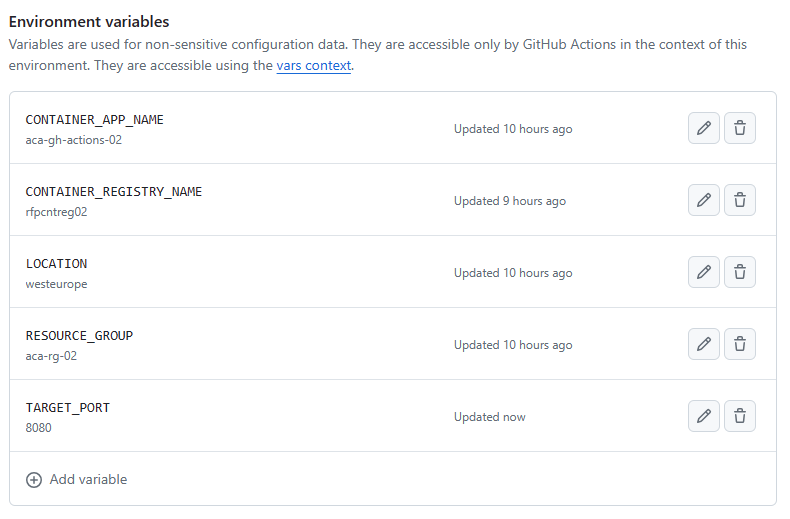 Environment variables
Variables are used for non-sensitive configuration data. They are accessible only by GitHub Actions in the context of this
environment. They are accessible using the vars context.
CONTAINER_APP_NAME
aca-gh-actions-02
Updated 10 hours ago
CONTAINER_REGISTRY_NAME
rfpcntreg02
Updated 9 hours ago
LOCATION
westeurope
Updated 10 hours ago
RESOURCE_GROUP
aca-rg-02
Updated 10 hours ago
TARGET_PORT
8080
Updated now
Add variable